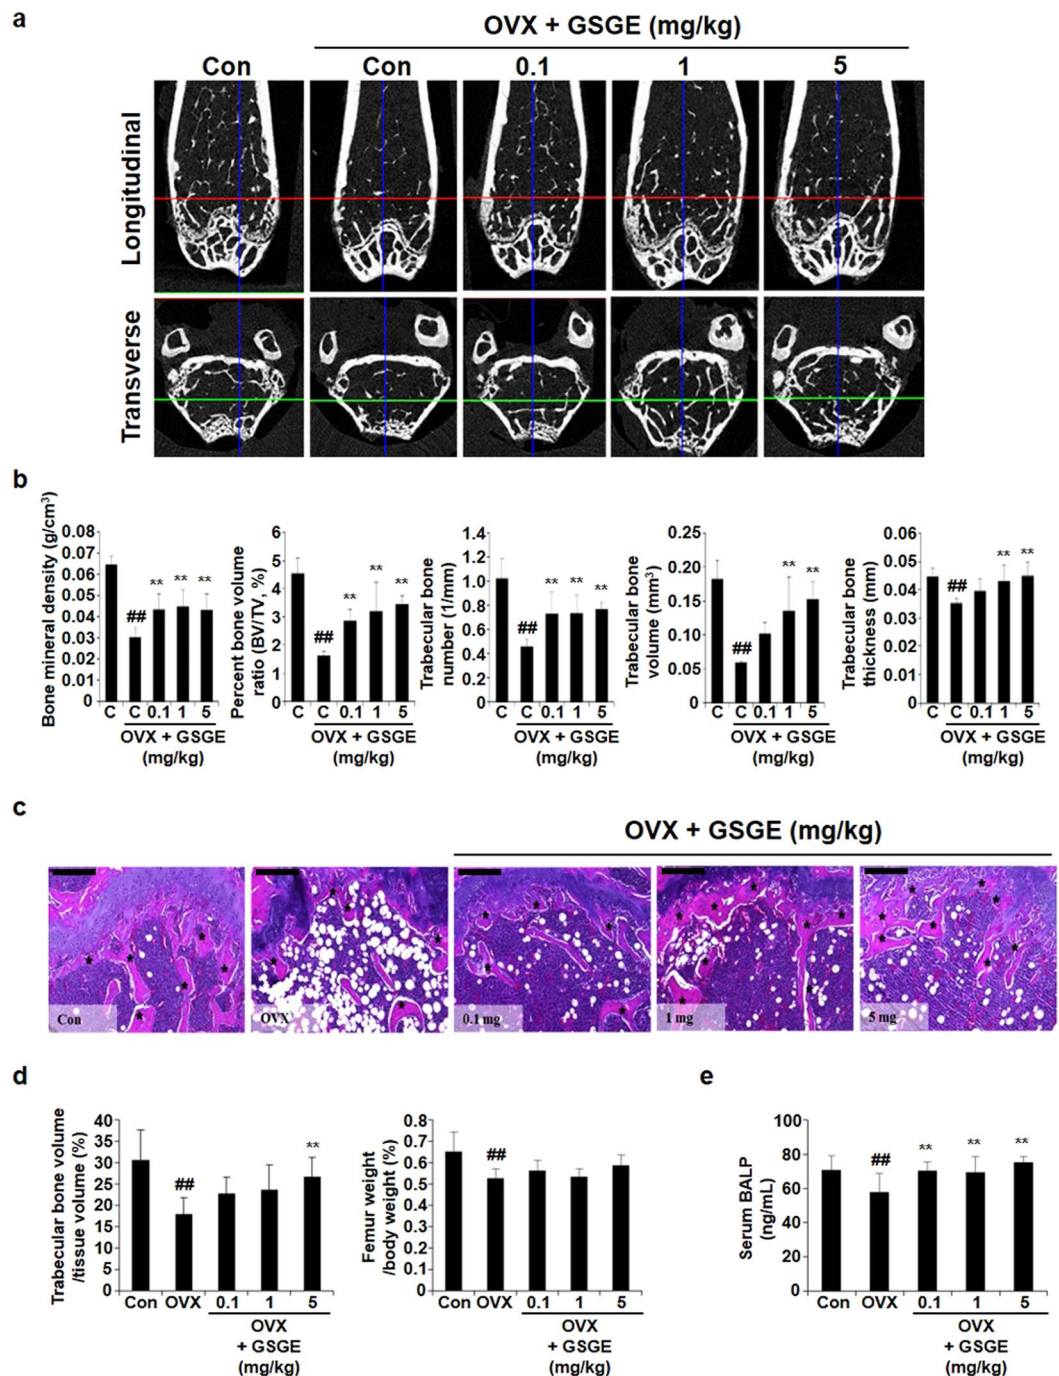 a
OVX + GSGE (mg/kg)
Con Con 0.1 1 5
Longitudinal
Transverse
b
Bone mineral density (g/cm³)
0.08
0.07
0.06
0.05
0.04
0.03
0.02
0.01
0
##
**
**
**
C C 0.1 1 5
OVX + GSGE
(mg/kg)
Percent bone volume
ratio (BV/TV, %)
6
5
4
3
2
1
0
##
**
**
**
C C 0.1 1 5
OVX + GSGE
(mg/kg)
Trabecular bone
number (1/mm)
1.4
1.2
1.0
0.8
0.6
0.4
0.2
0
##
**
**
**
C C 0.1 1 5
OVX + GSGE
(mg/kg)
Trabecular bone
volume (mm³)
0.25
0.20
0.15
0.10
0.05
0
##
**
**
C C 0.1 1 5
OVX + GSGE
(mg/kg)
Trabecular bone
thickness (mm)
0.06
0.05
0.04
0.03
0.02
0.01
0
##
**
**
C C 0.1 1 5
OVX + GSGE
(mg/kg)
c
OVX + GSGE (mg/kg)
Con
OVX
0.1 mg
1 mg
5 mg
d
Trabecular bone volume
/tissue volume (%)
40
35
30
25
20
15
10
5
0
##
**
Con OVX 0.1 1 5
OVX
+ GSGE
(mg/kg)
Femur weight
/body weight (%)
0.8
0.7
0.6
0.5
0.4
0.3
0.2
0.1
0
##
Con OVX 0.1 1 5
OVX
+ GSGE
(mg/kg)
e
Serum BALP
(ng/mL)
100
80
60
40
20
0
##
**
**
**
Con OVX 0.1 1 5
OVX
+ GSGE
(mg/kg)